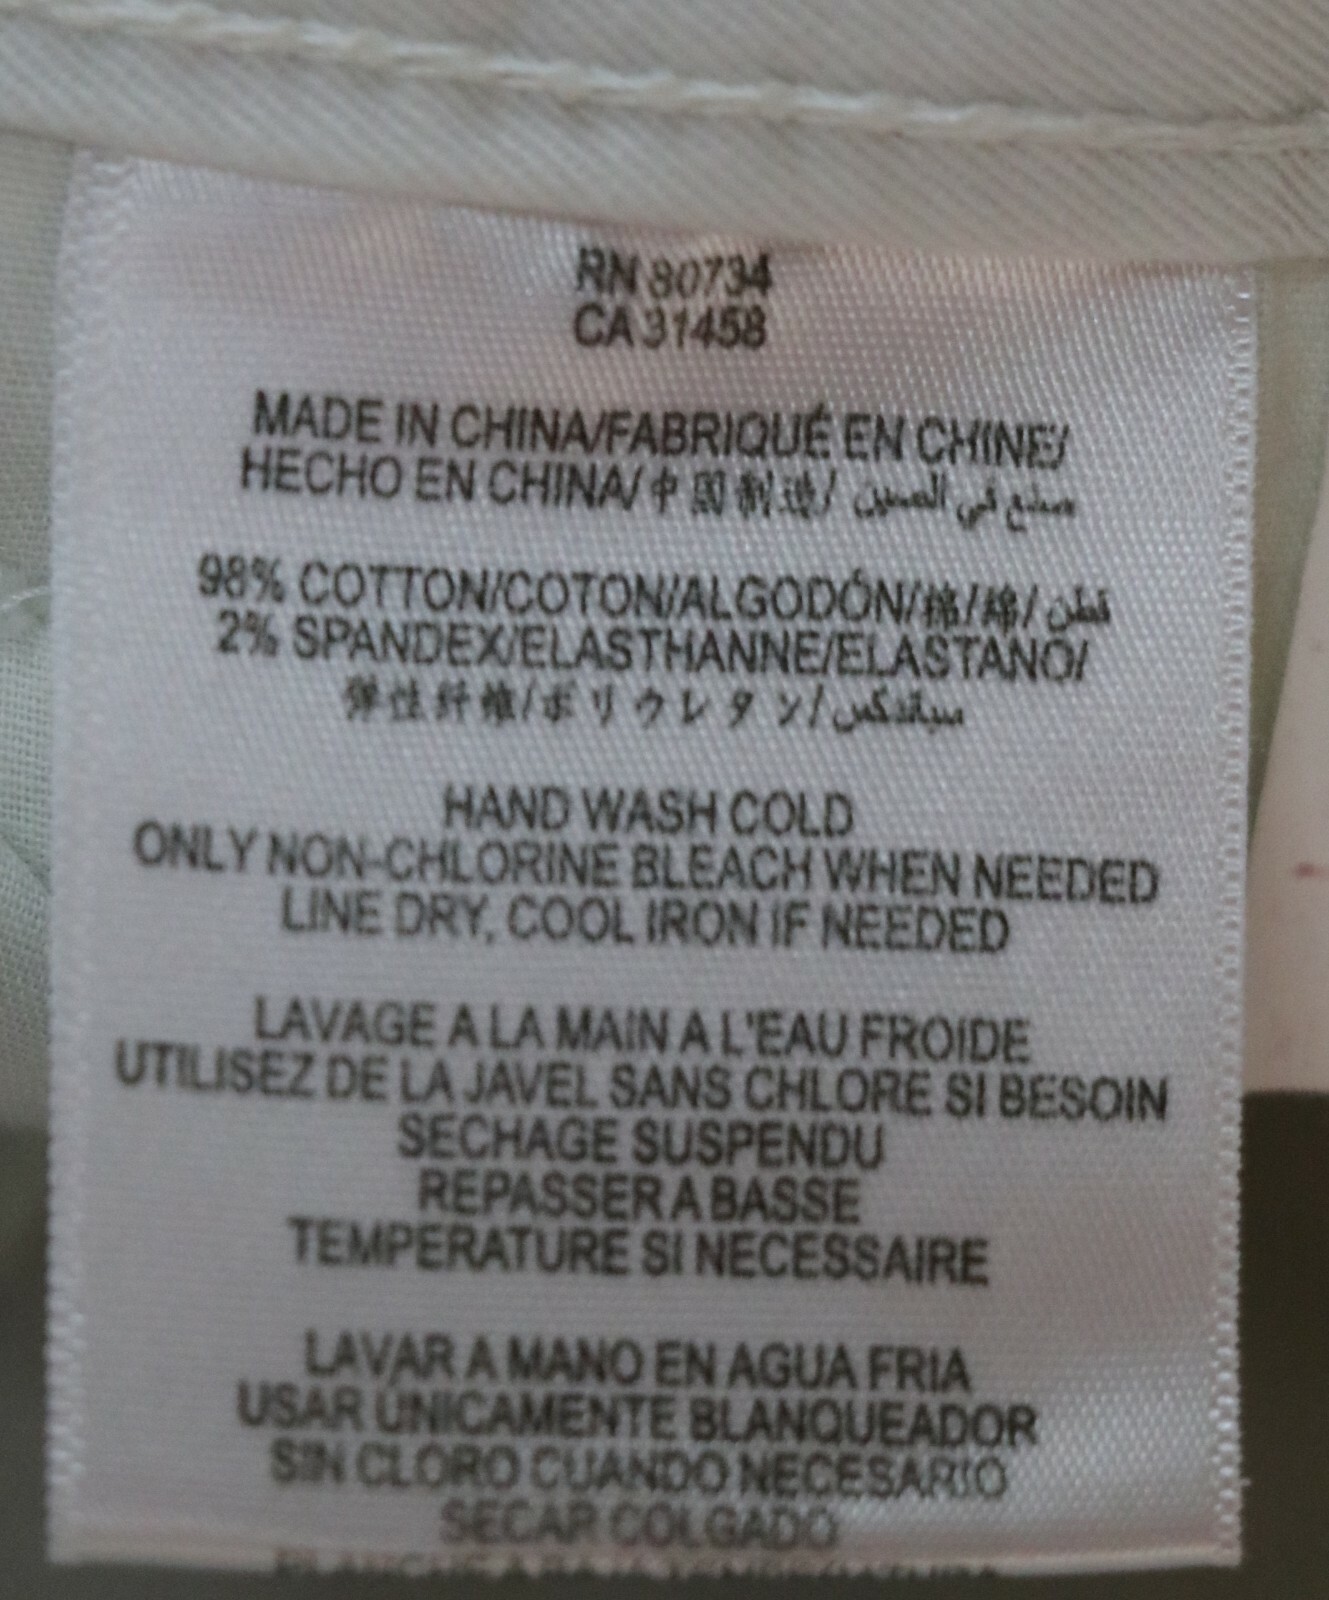 RN 80734
CA 31458
MADE IN CHINA/FABRIQUÉ EN CHINE/
HECHO EN CHINA/ 中国制造/ صنع في الصين
98% COTTON/COTON/ALGODÓN/棉/綿/ قطن
2% SPANDEX/ELASTHANNE/ELASTANO/
弹性纤维/ポリウレタン/ سباندكس
HAND WASH COLD
ONLY NON-CHLORINE BLEACH WHEN NEEDED
LINE DRY, COOL IRON IF NEEDED
LAVAGE A LA MAIN A L'EAU FROIDE
UTILISEZ DE LA JAVEL SANS CHLORE SI BESOIN
SECHAGE SUSPENDU
REPASSER A BASSE
TEMPERATURE SI NECESSAIRE
LAVAR A MANO EN AGUA FRIA
USAR ÚNICAMENTE BLANQUEADOR
SIN CLORO CUANDO NECESARIO
SECAR COLGADO